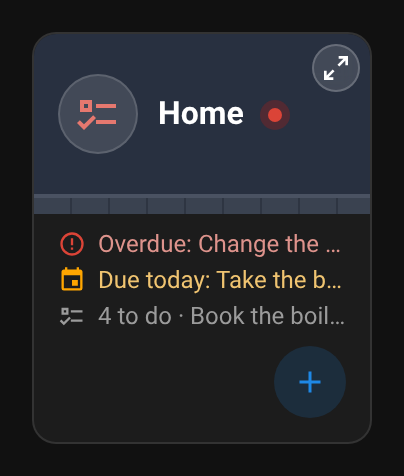 Home
Overdue: Change the …
Due today: Take the b…
4 to do · Book the boil…